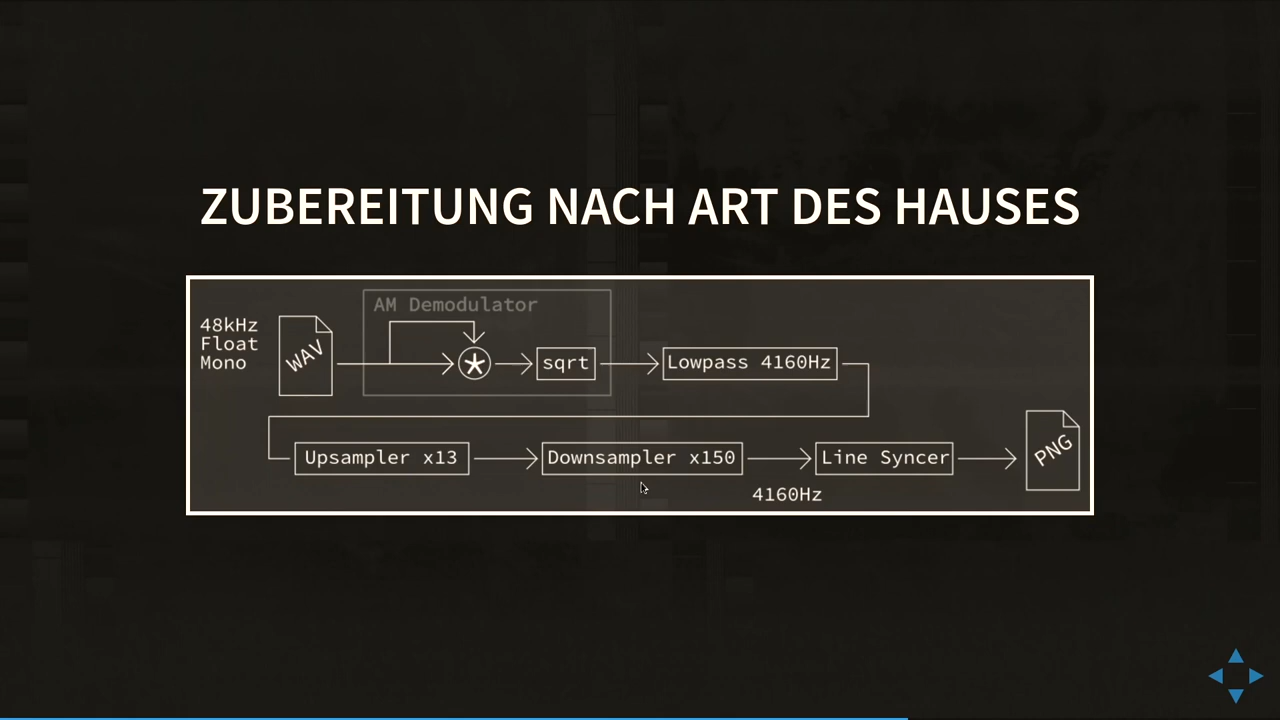 ZUBEREITUNG NACH ART DES HAUSES
AM Demodulator
48kHz
Float
Mono
WAV
*
sqrt
Lowpass 4160Hz
Upsampler x13
Downsampler x150
Line Syncer
PNG
4160Hz